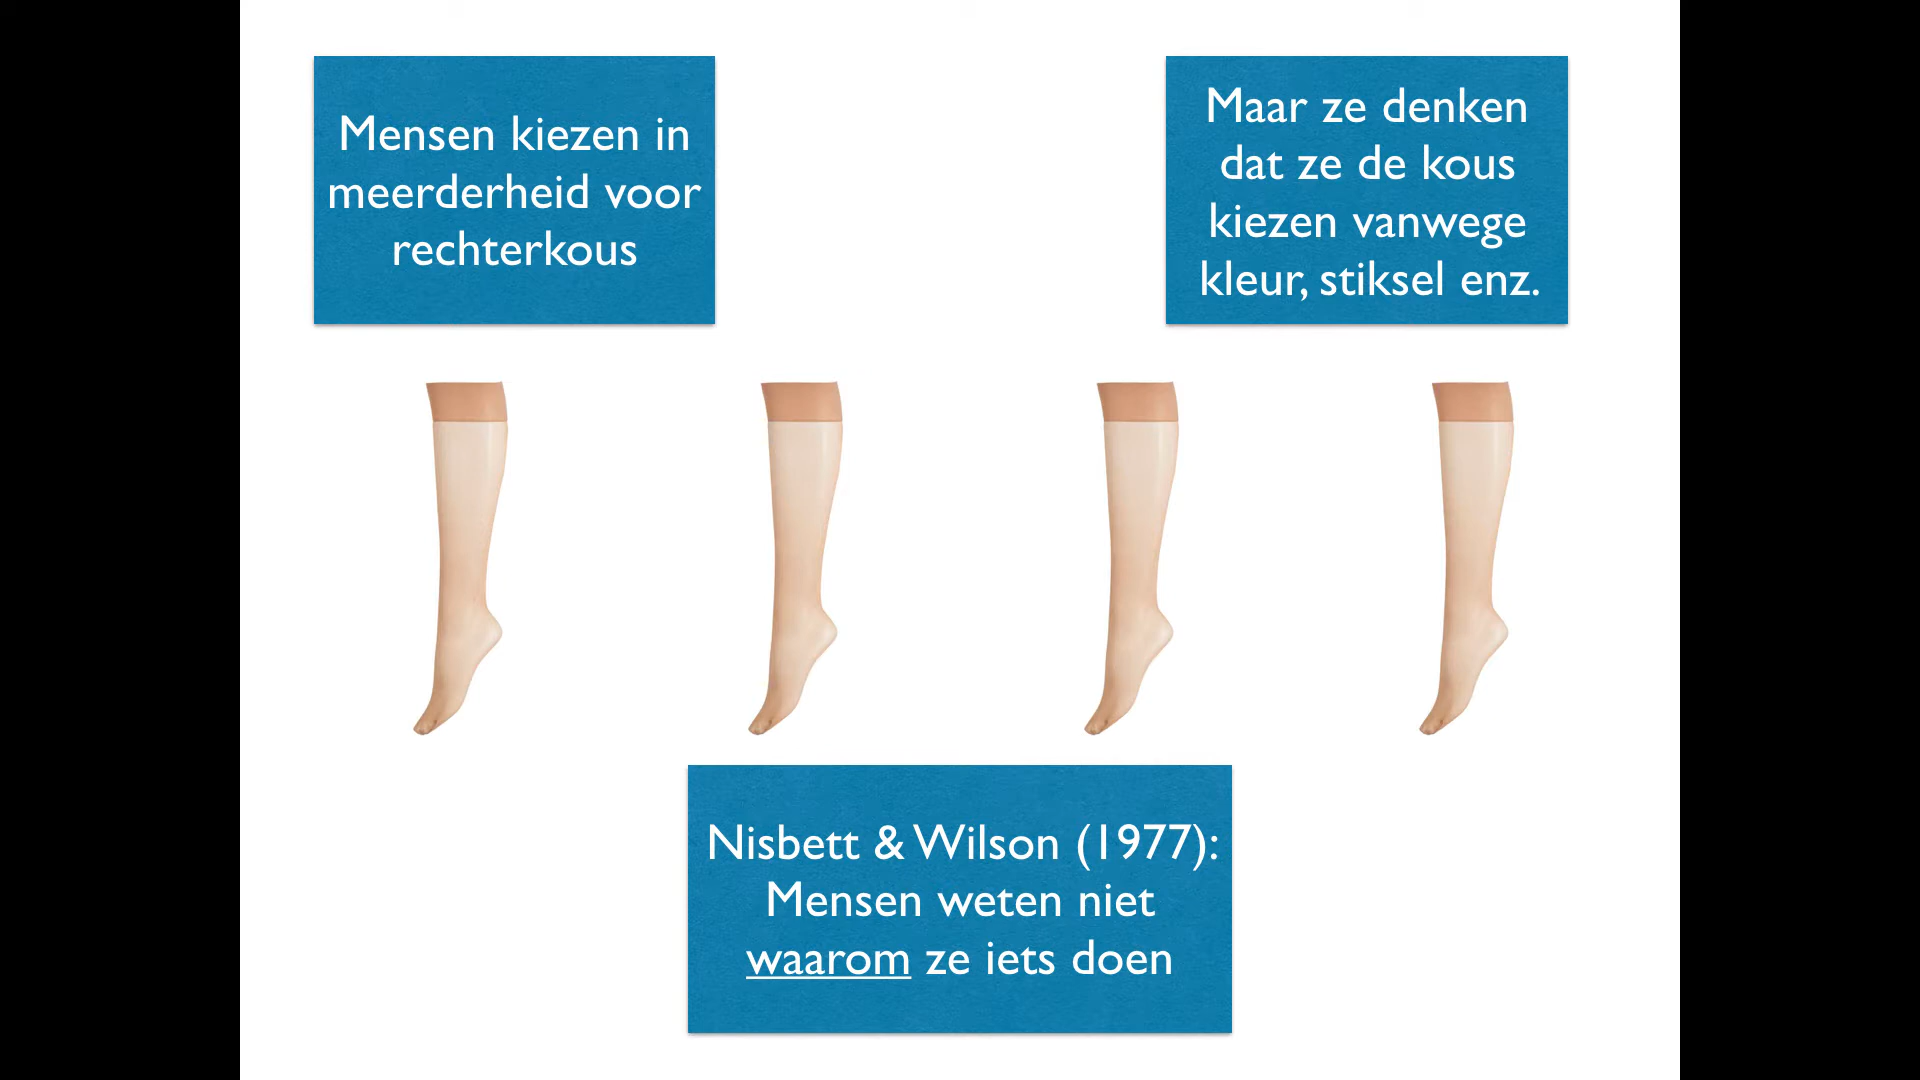 Mensen kiezen in
meerderheid voor
rechterkous
Maar ze denken
dat ze de kous
kiezen vanwege
kleur, stiksel enz.
Nisbett & Wilson (1977):
Mensen weten niet
waarom ze iets doen